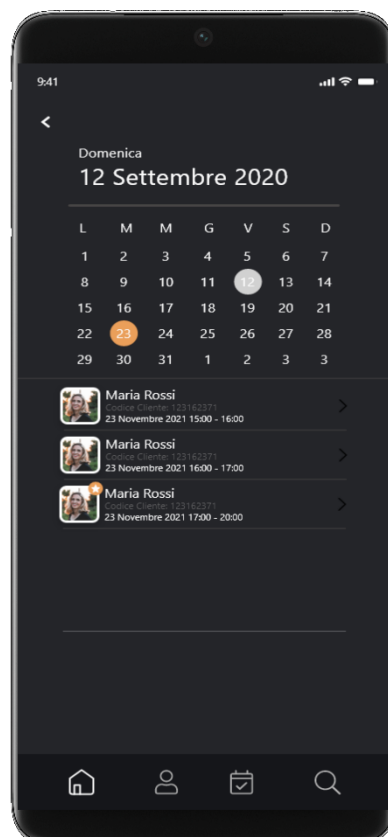 9:41
Domenica
12 Settembre 2020
L M M G V S D
1 2 3 4 5 6 7
8 9 10 11 12 13 14
15 16 17 18 19 20 21
22 23 24 25 26 27 28
29 30 31 1 2 3 3
Maria Rossi
Codice Cliente: 123162371
23 Novembre 2021 15:00 - 16:00
Maria Rossi
Codice Cliente: 123162371
23 Novembre 2021 16:00 - 17:00
Maria Rossi
Codice Cliente: 123162371
23 Novembre 2021 17:00 - 20:00